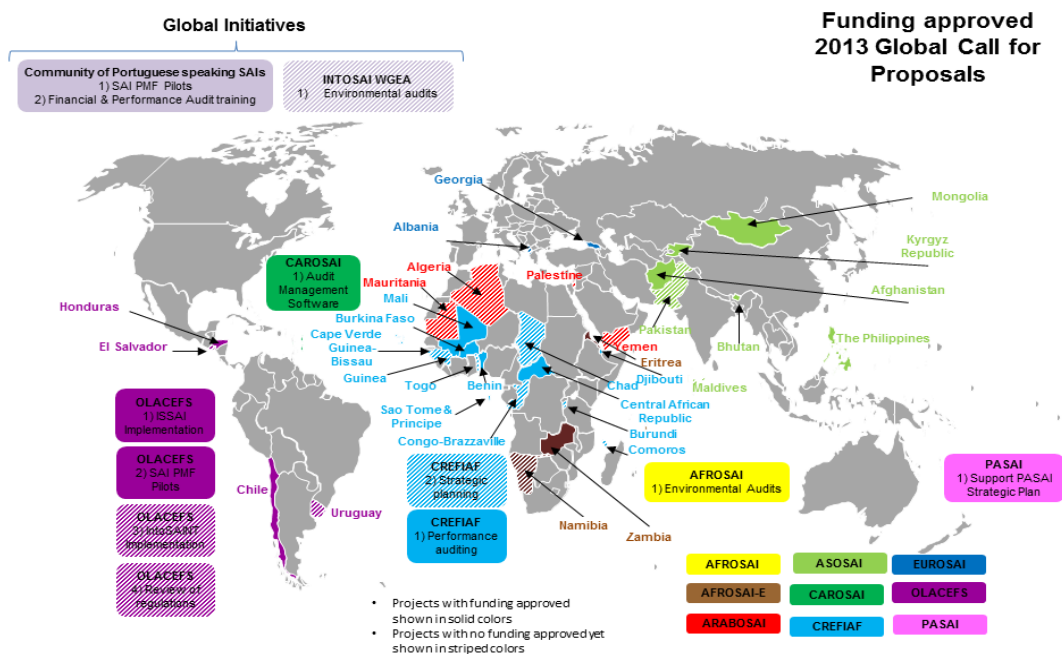 Global Initiatives
Funding approved
2013 Global Call for
Proposals
Community of Portuguese speaking SAIs
1) SAI PMF Pilots
2) Financial & Performance Audit training
INTOSAI WGEA
1) Environmental audits
Georgia
Mongolia
Albania
Kyrgyz
Republic
CAROSAI
1) Audit
Management
Software
Algeria
Mauritania
Palestine
Mali
Afghanistan
Honduras
Burkina Faso
Cape Verde
Pakistan
The Philippines
El Salvador
Guinea-
Bissau
Yemen
Bhutan
Eritrea
Guinea
Togo
Benin
Chad
Djibouti
Maldives
OLACEFS
1) ISSAI
Implementation
Sao Tome &
Principe
Central African
Republic
Congo-Brazzaville
Burundi
Comoros
OLACEFS
2) SAI PMF
Pilots
CREFIAF
2) Strategic
planning
AFROSAI
1) Environmental Audits
PASAI
1) Support PASAI
Strategic Plan
Chile
Uruguay
OLACEFS
3) IntoSAINT
Implementation
CREFIAF
1) Performance
auditing
Namibia
Zambia
OLACEFS
4) Review of
regulations
AFROSAI
ASOSAI
EUROSAI
AFROSAI-E
CAROSAI
OLACEFS
ARABOSAI
CREFIAF
PASAI
• Projects with funding approved
shown in solid colors
• Projects with no funding approved yet
shown in striped colors